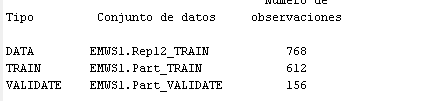 Número de
Tipo Conjunto de datos observaciones
DATA EMWS1.Repl2_TRAIN 768
TRAIN EMWS1.Part_TRAIN 612
VALIDATE EMWS1.Part_VALIDATE 156